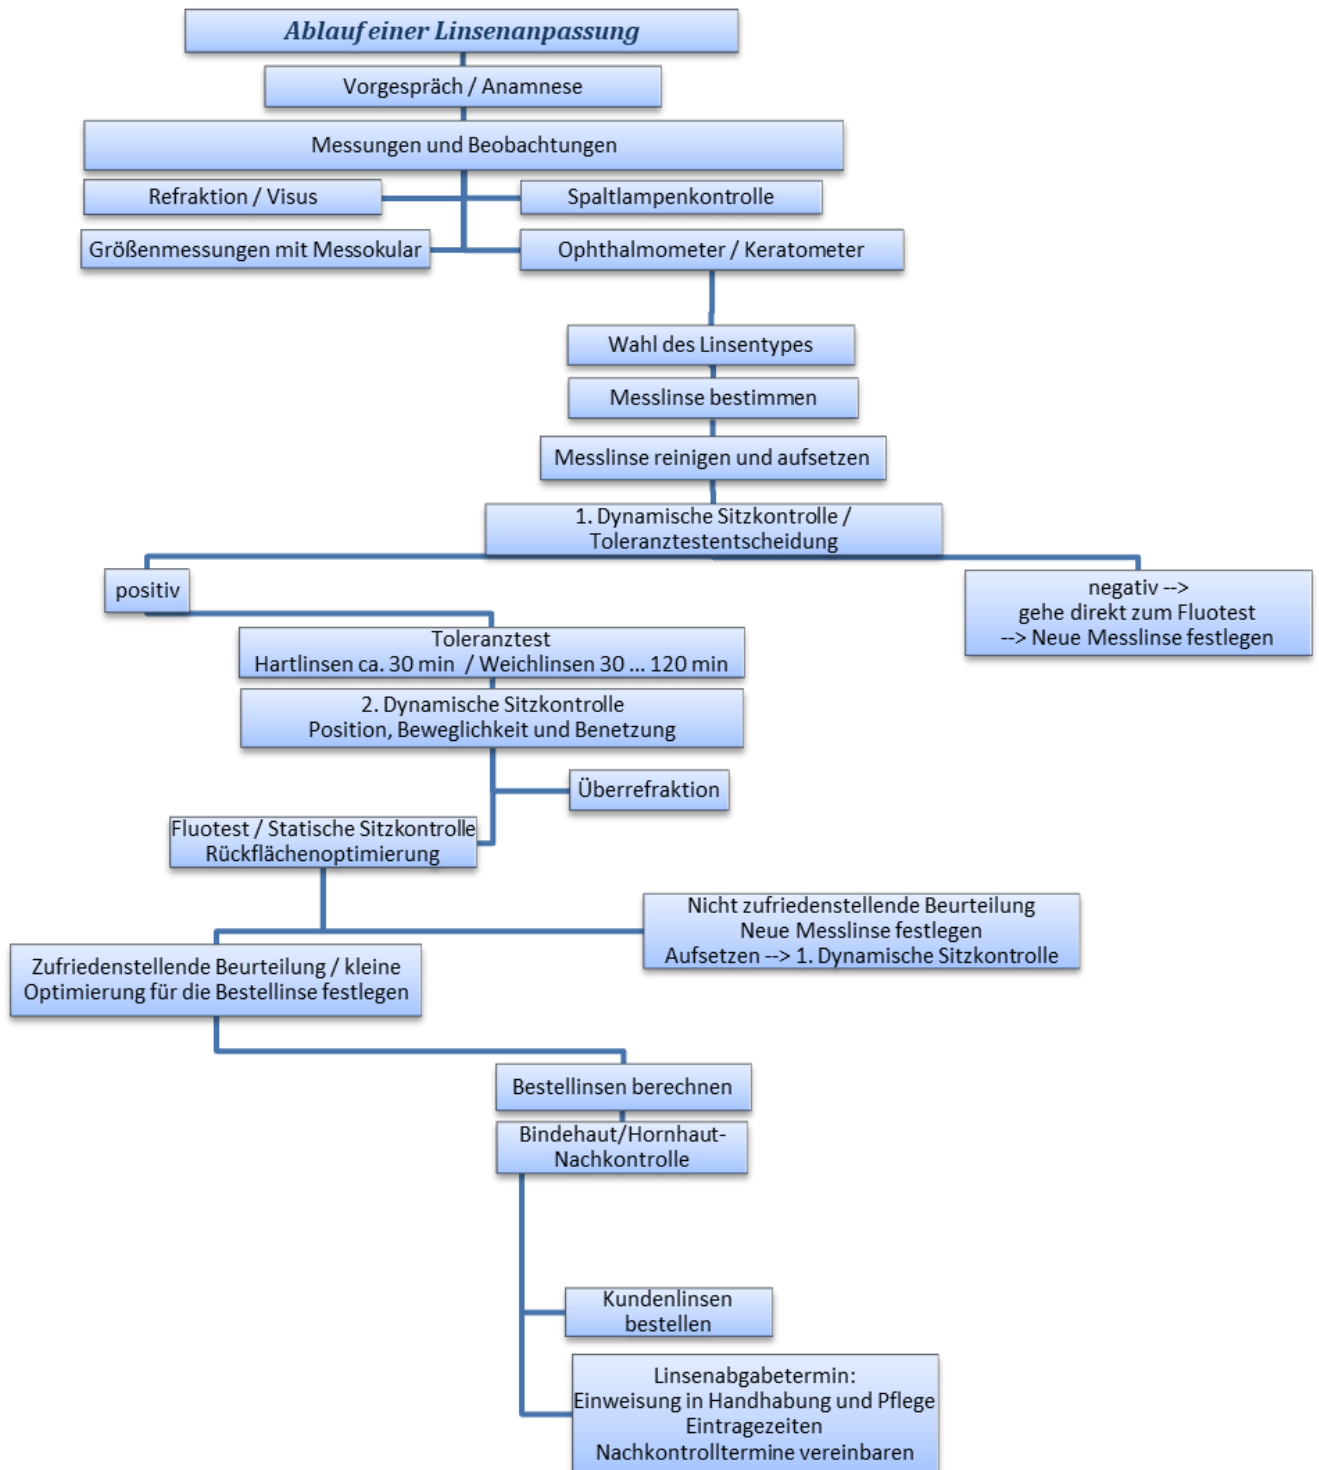 Ablauf einer Linsenanpassung
Vorgespräch / Anamnese
Messungen und Beobachtungen
Refraktion / Visus
Spaltlampenkontrolle
Größenmessungen mit Messokular
Ophthalmometer / Keratometer
Wahl des Linsentypes
Messlinse bestimmen
Messlinse reinigen und aufsetzen
1. Dynamische Sitzkontrolle /
Toleranztestentscheidung
positiv
negativ -->
gehe direkt zum Fluotest
--> Neue Messlinse festlegen
Toleranztest
Hartlinsen ca. 30 min / Weichlinsen 30 ... 120 min
2. Dynamische Sitzkontrolle
Position, Beweglichkeit und Benetzung
Überrefraktion
Fluotest / Statische Sitzkontrolle
Rückflächenoptimierung
Nicht zufriedenstellende Beurteilung
Neue Messlinse festlegen
Aufsetzen --> 1. Dynamische Sitzkontrolle
Zufriedenstellende Beurteilung / kleine
Optimierung für die Bestellinse festlegen
Bestellinsen berechnen
Bindehaut/Hornhaut-
Nachkontrolle
Kundenlinsen
bestellen
Linsenabgabetermin:
Einweisung in Handhabung und Pflege
Eintragezeiten
Nachkontrolltermine vereinbaren